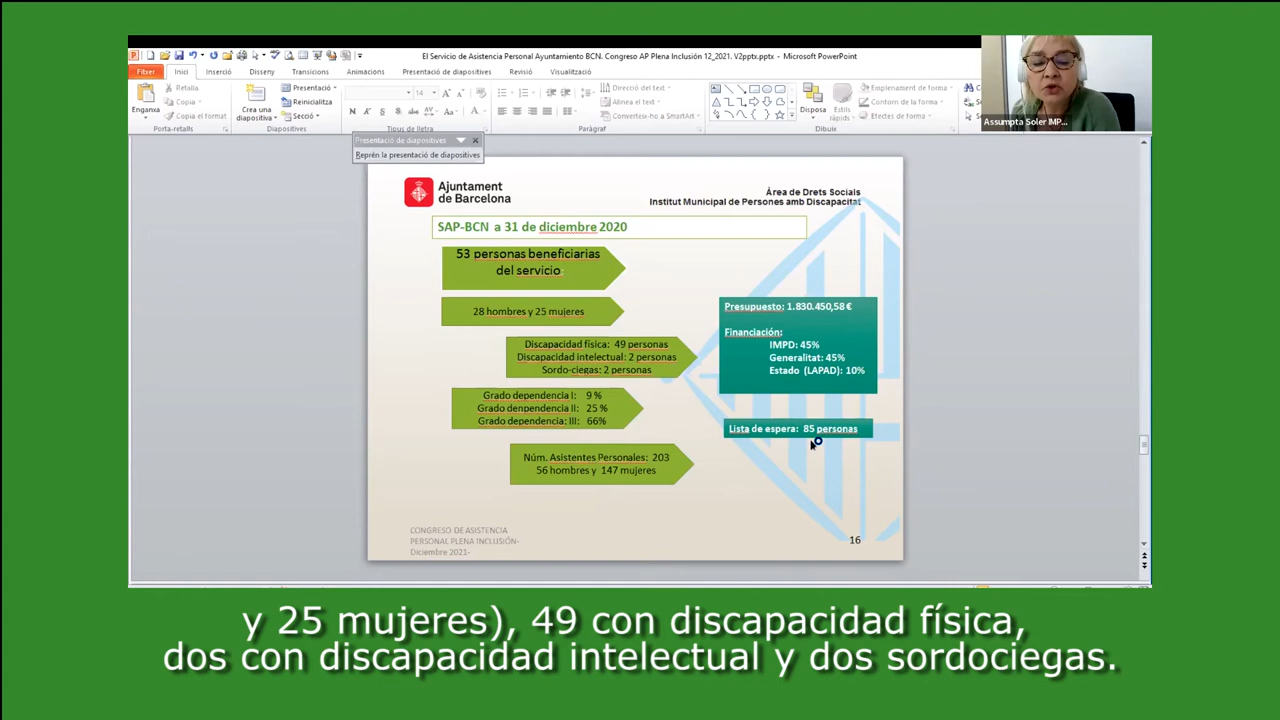 El Servicio de Asistencia Personal Ayuntamiento BCN. Congreso AP Plena Inclusión 12_2021. V2pptx.pptx - Microsoft PowerPoint
Fitxer Inici Inserció Disseny Transicions Animacions Presentació de diapositives Revisió Visualització
Enganxa
Retalla
Copia
Copia el format
Porta-retalls
Crea una
diapositiva
Presentació
Reinicialitza
Secció
Diapositives
14
Tipus de lletra
Direcció del text
Alinea el text
Converteix-ho a SmartArt
Paràgraf
Disposa
Estils
ràpids
Emplenament de forma
Contorn de la forma
Efectes de forma
Dibuix
Assumpta Soler IMP...
Presentació de diapositives
Reprèn la presentació de diapositives
Ajuntament
de Barcelona
Àrea de Drets Socials
Institut Municipal de Persones amb Discapacitat
SAP-BCN a 31 de diciembre 2020
53 personas beneficiarias
del servicio:
28 hombres y 25 mujeres
Discapacidad física: 49 personas
Discapacidad intelectual: 2 personas
Sordo-ciegas: 2 personas
Grado dependencia I: 9 %
Grado denpendencia II: 25 %
Grado dependencia: III: 66%
Núm. Asistentes Personales: 203
56 hombres y 147 mujeres
Presupuesto: 1.830.450,58 €
Financiación:
IMPD: 45%
Generalitat: 45%
Estado (LAPAD): 10%
Lista de espera: 85 personas
CONGRESO DE ASISTENCIA
PERSONAL PLENA INCLUSIÓN-
Diciembre 2021-
16
y 25 mujeres), 49 con discapacidad física,
dos con discapacidad intelectual y dos sordociegas.